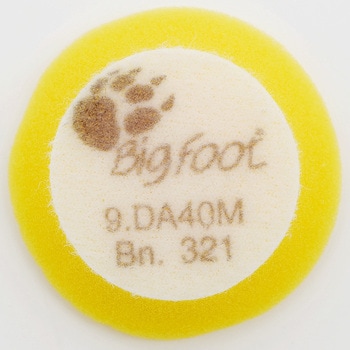 BigFoot
9.DA40M
Bn. 321